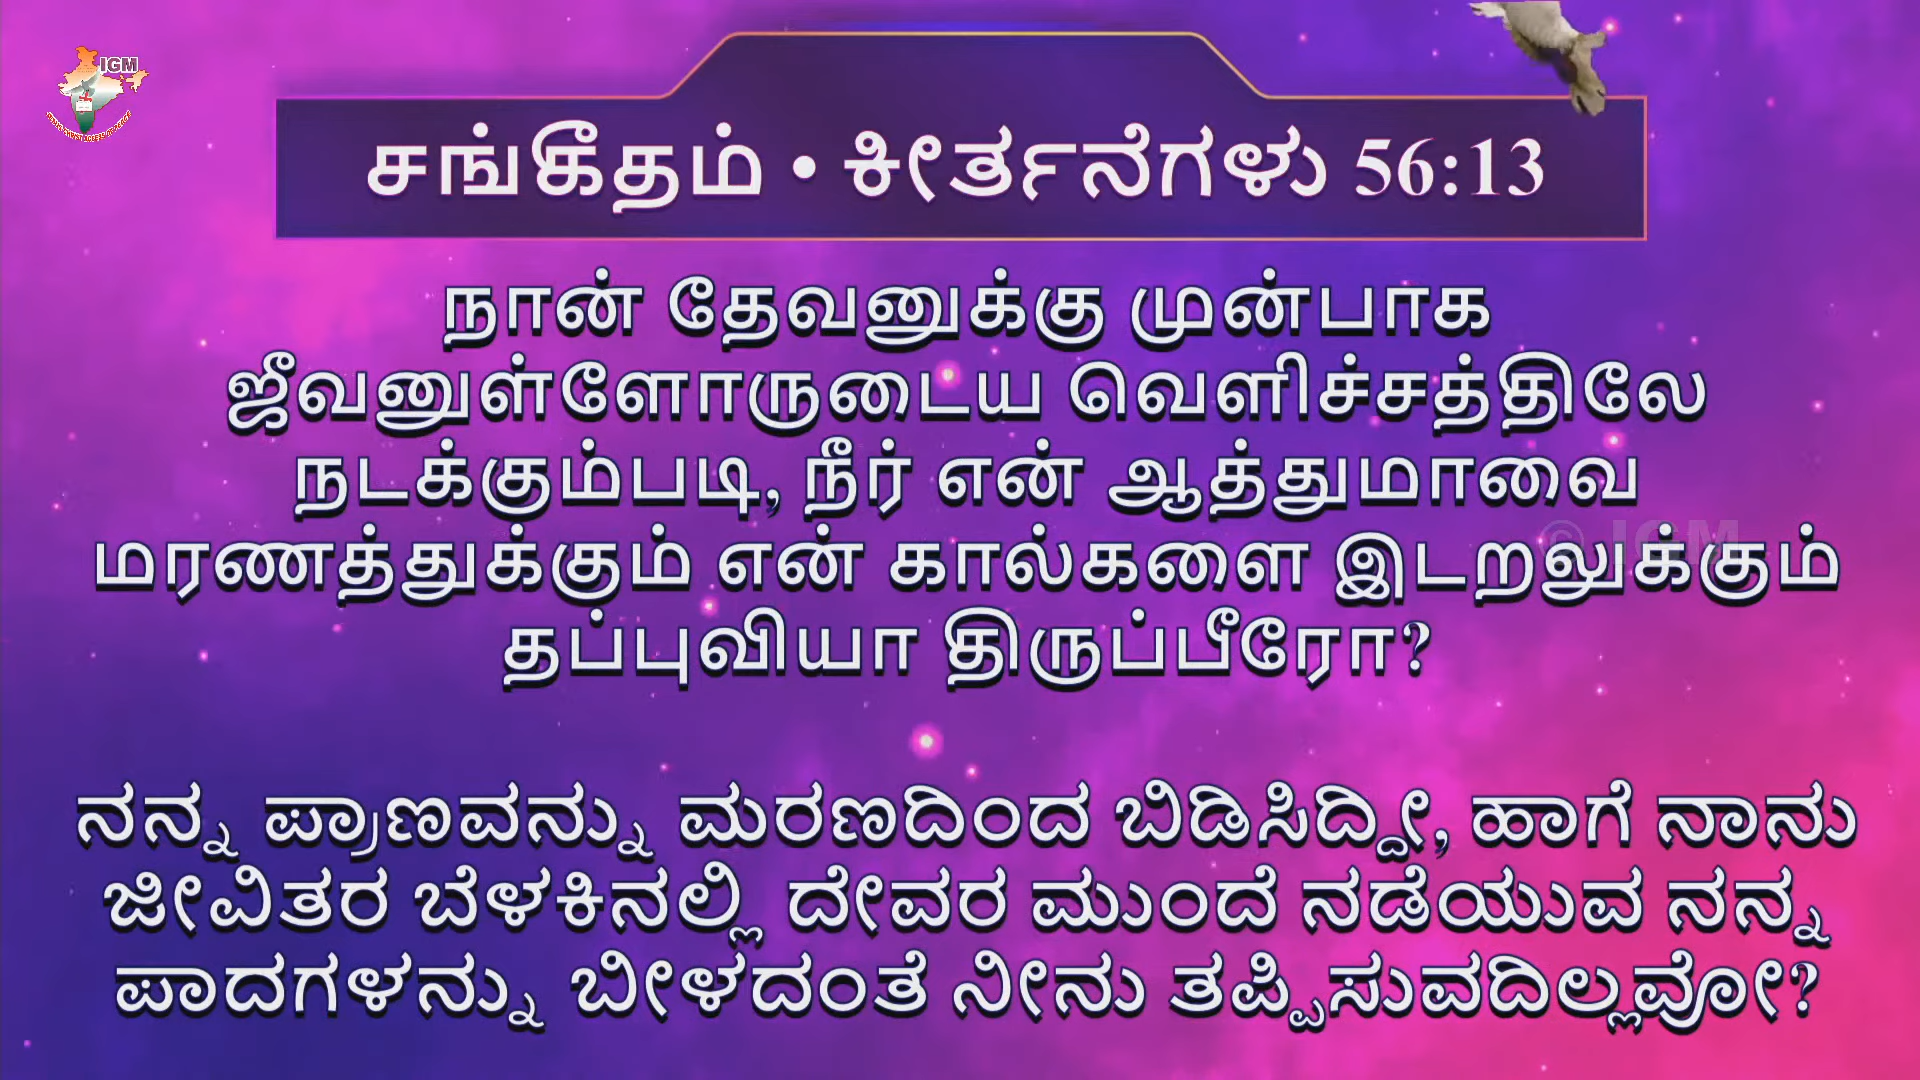 IGM
சங்கீதம் • ಕೀರ್ತನೆಗಳು 56:13
நான் தேவனுக்கு முன்பாக
ஜீவனுள்ளோருடைய வெளிச்சத்திலே
நடக்கும்படி, நீர் என் ஆத்துமாவை
© IGM
மரணத்துக்கும் என் கால்களை இடறலுக்கும்
தப்புவியா திருப்பீரோ?
ನನ್ನ ಪ್ರಾಣವನ್ನು ಮರಣದಿಂದ ಬಿಡಿಸಿದ್ದೀ, ಹಾಗೆ ನಾನು
ಜೀವಿತರ ಬೆಳಕಿನಲ್ಲಿ ದೇವರ ಮುಂದೆ ನಡೆಯುವ ನನ್ನ
ಪಾದಗಳನ್ನು ಬೀಳದಂತೆ ನೀನು ತಪ್ಪಿಸುವದಿಲ್ಲವೋ?